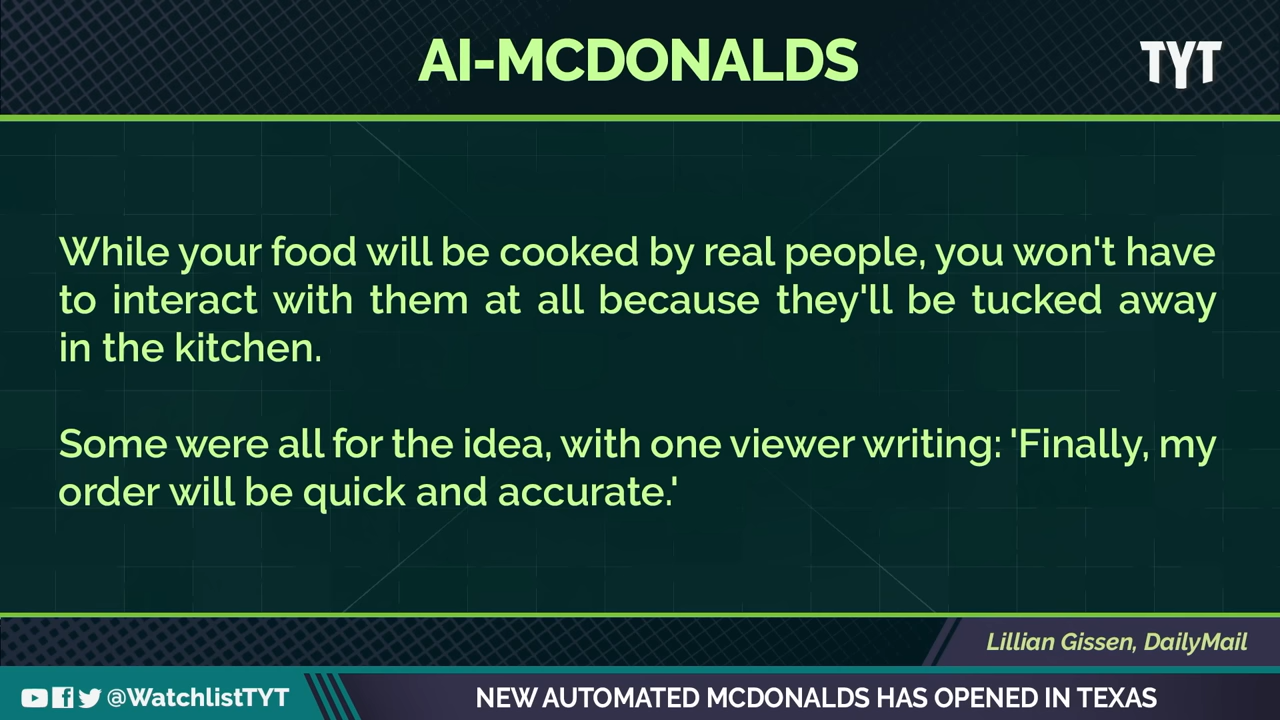 AI-MCDONALDS
TYT
While your food will be cooked by real people, you won't have
to interact with them at all because they'll be tucked away
in the kitchen.
Some were all for the idea, with one viewer writing: 'Finally, my
order will be quick and accurate.'
Lillian Gissen, DailyMail
@WatchlistTYT
NEW AUTOMATED MCDONALDS HAS OPENED IN TEXAS